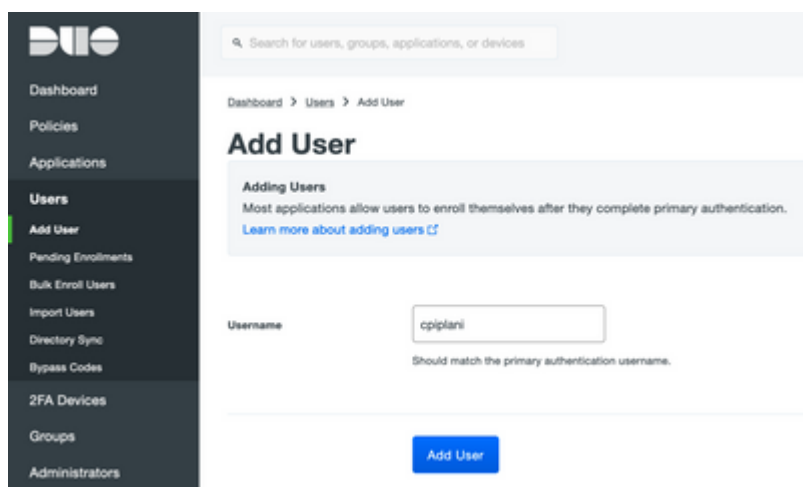 DUO
Search for users, groups, applications, or devices
Dashboard
Policies
Applications
Users
Add User
Pending Enrollments
Bulk Enroll Users
Import Users
Directory Sync
Bypass Codes
2FA Devices
Groups
Administrators
Dashboard > Users > Add User
Add User
Adding Users
Most applications allow users to enroll themselves after they complete primary authentication.
Learn more about adding users
Username
cpiplani
Should match the primary authentication username.
Add User